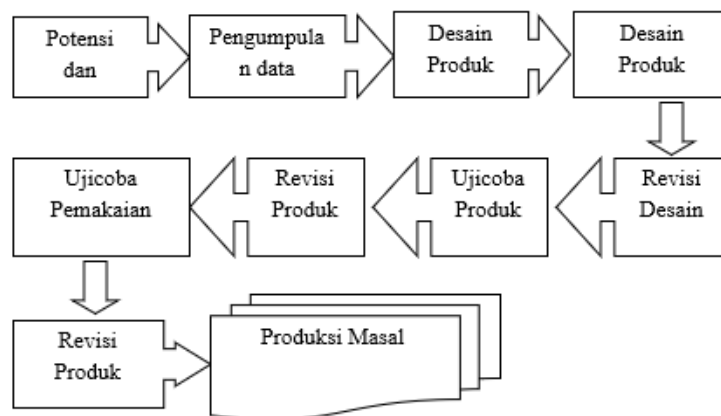 Potensi
dan
Pengumpula
n data
Desain
Produk
Desain
Produk
Revisi
Desain
Ujicoba
Produk
Revisi
Produk
Ujicoba
Pemakaian
Revisi
Produk
Produksi Masal